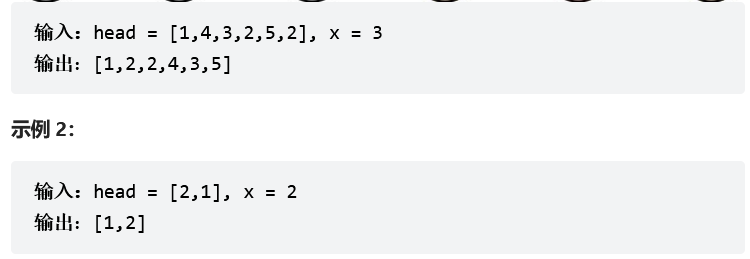 输入：head = [1,4,3,2,5,2], x = 3
输出：[1,2,2,4,3,5]
示例 2：
输入：head = [2,1], x = 2
输出：[1,2]